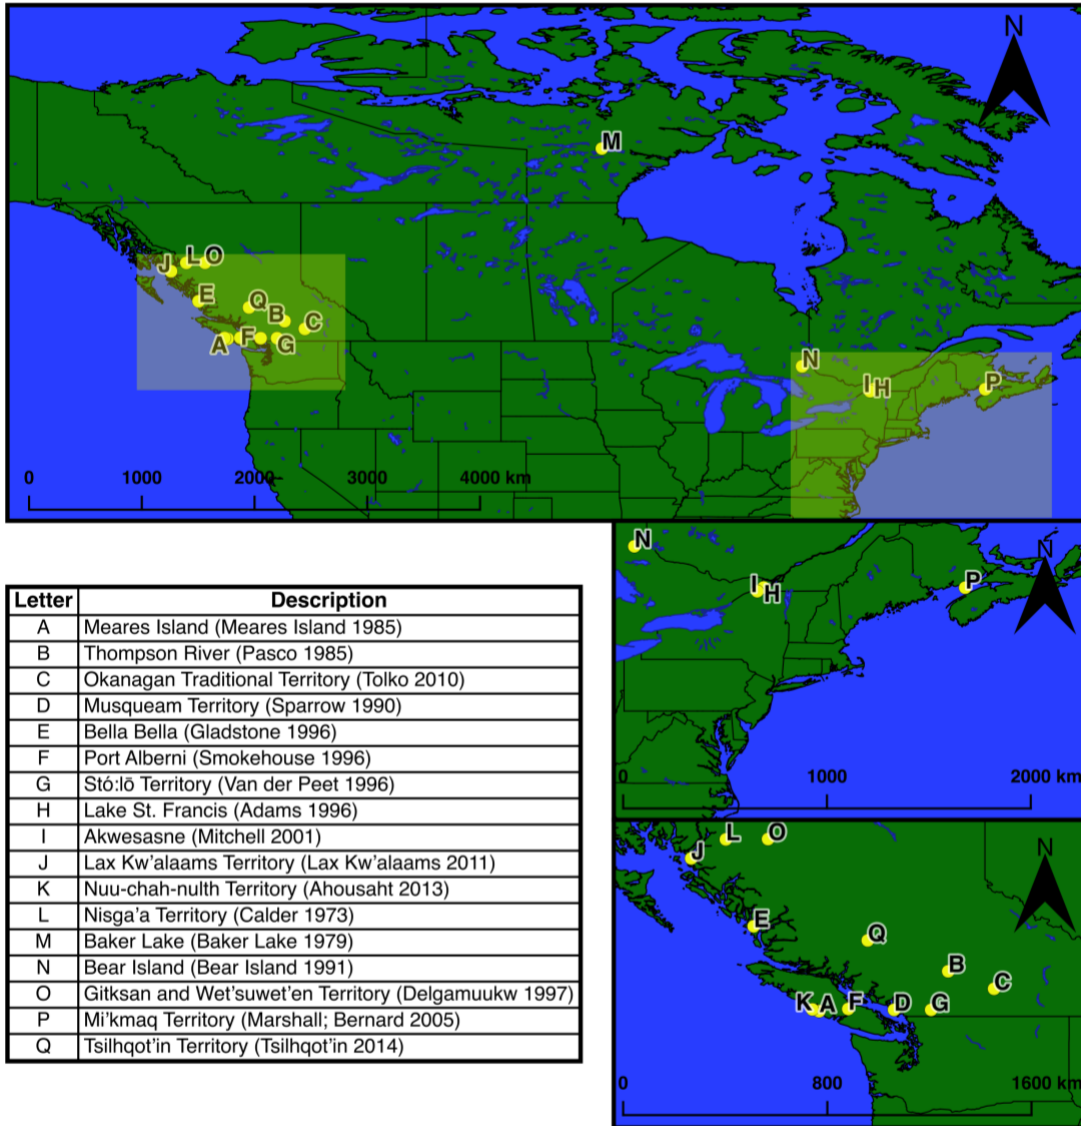 N
M
J
L
O
E
Q
B
C
A
F
G
N
I
H
P
0
1000
2000
4000 km
N
N
I
H
P
0
1000
2000 km
Letter Description
A Meares Island (Meares Island 1985)
B Thompson River (Pasco 1985)
C Okanagan Traditional Territory (Tolko 2010)
D Musqueam Territory (Sparrow 1990)
E Bella Bella (Gladstone 1996)
F Port Alberni (Smokehouse 1996)
G Stó:lō Territory (Van der Peet 1996)
H Lake St. Francis (Adams 1996)
I Akwesasne (Mitchell 2001)
J Lax Kw'alaams Territory (Lax Kw'alaams 2011)
K Nuu-chah-nulth Territory (Ahousaht 2013)
L Nisga'a Territory (Calder 1973)
M Baker Lake (Baker Lake 1979)
N Bear Island (Bear Island 1991)
O Gitksan and Wet'suwet'en Territory (Delgamuukw 1997)
P Mi'kmaq Territory (Marshall; Bernard 2005)
Q Tsilhqot'in Territory (Tsilhqot'in 2014)
N
L
O
J
E
Q
B
C
K
A
F
D
G
0
800
1600 km